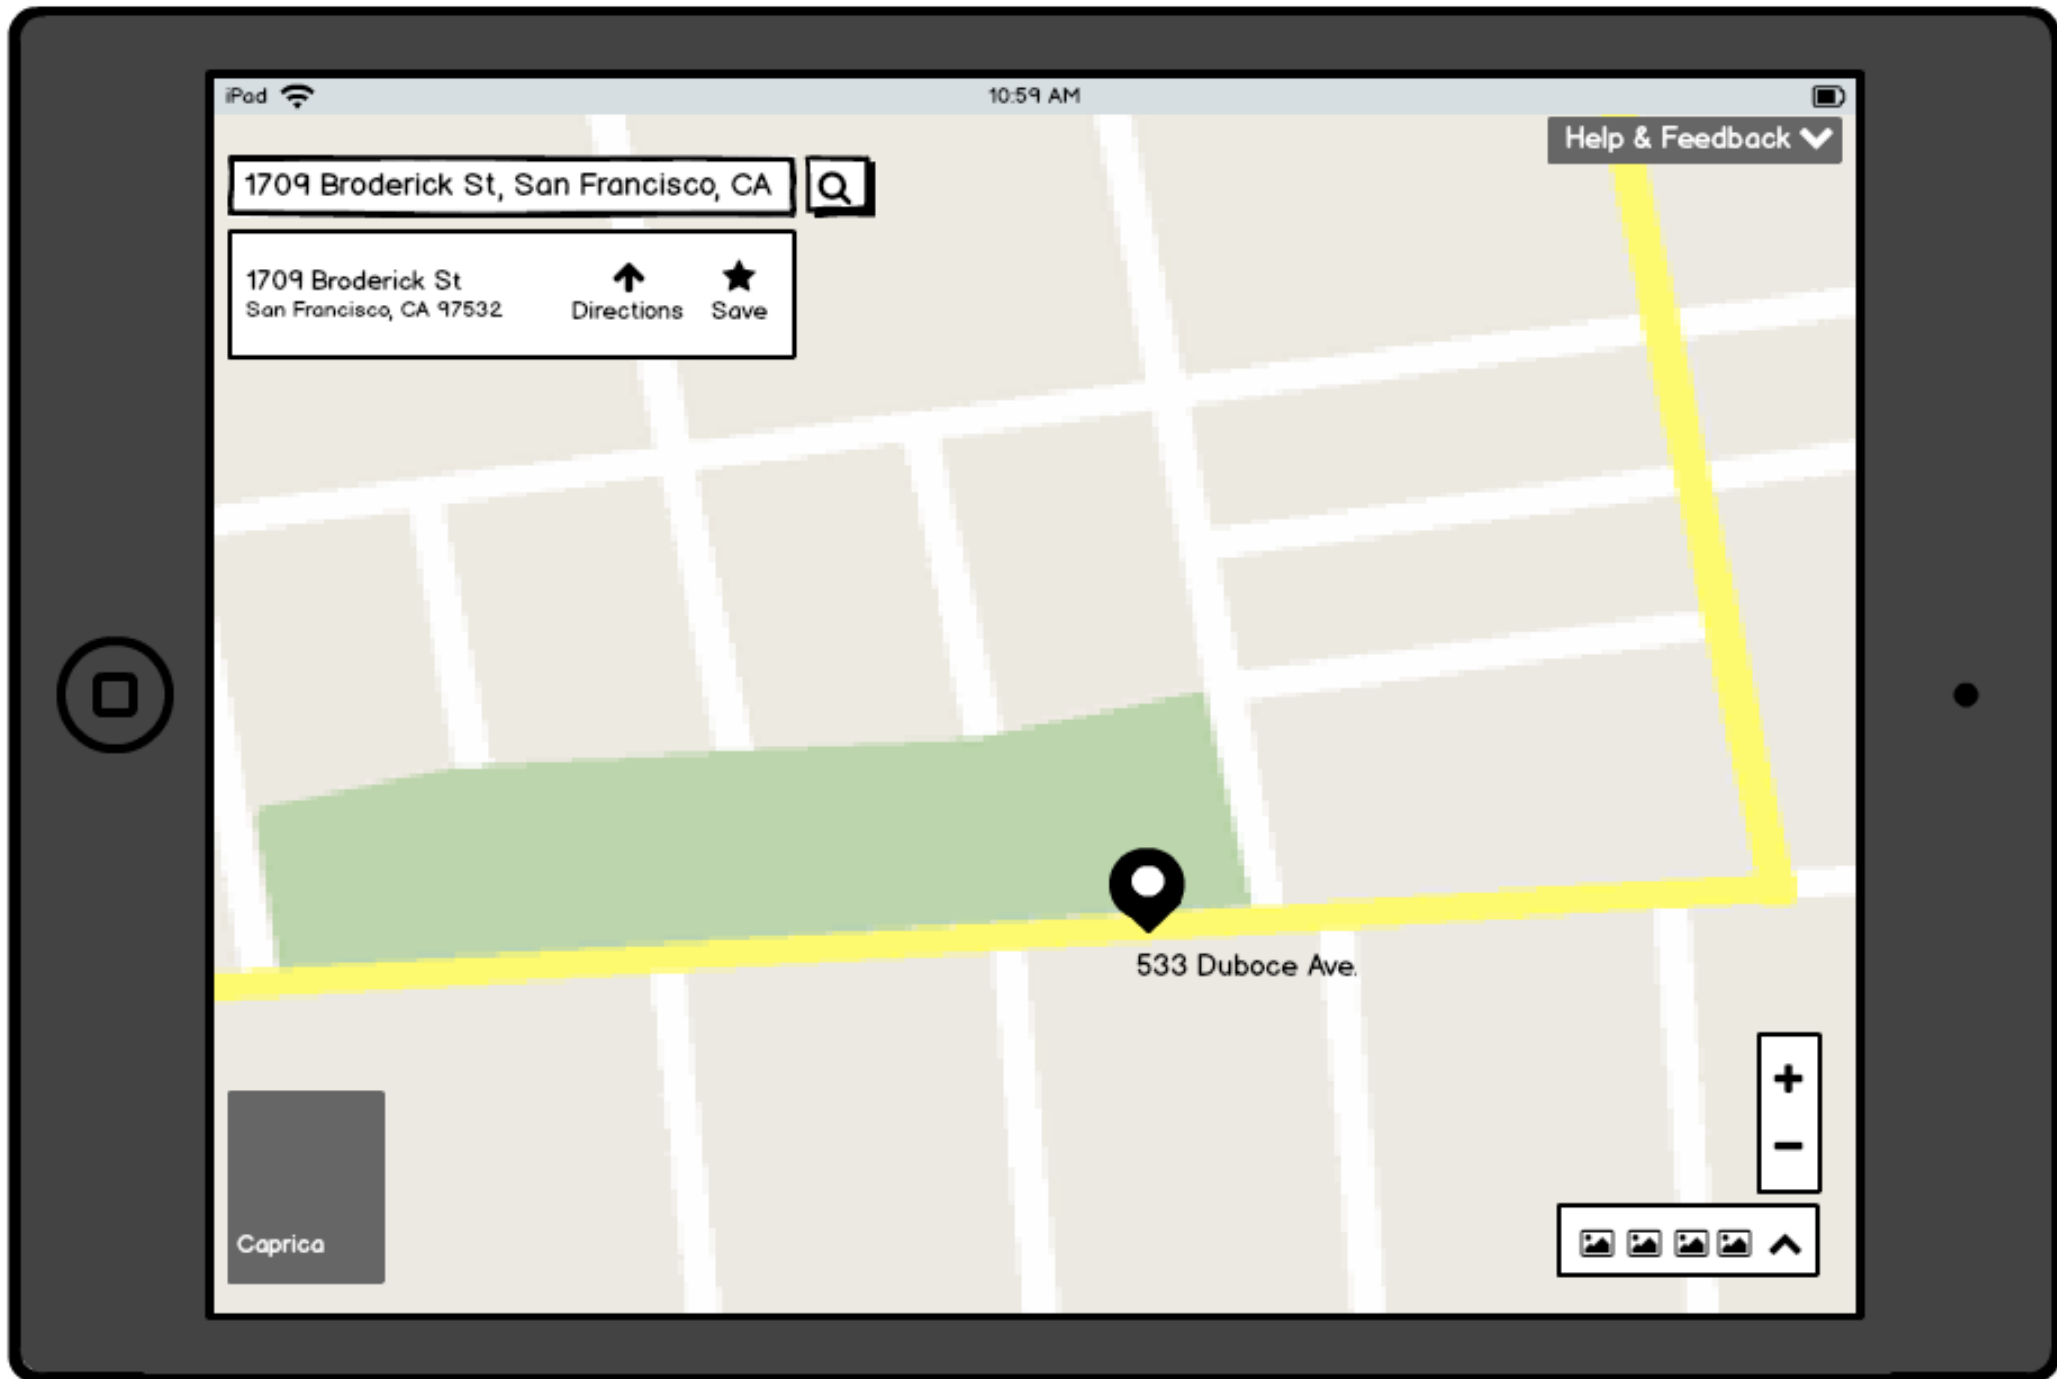 iPad
10:59 AM
Help & Feedback
1709 Broderick St, San Francisco, CA
1709 Broderick St
San Francisco, CA 97532
Directions
Save
533 Duboce Ave.
Caprica